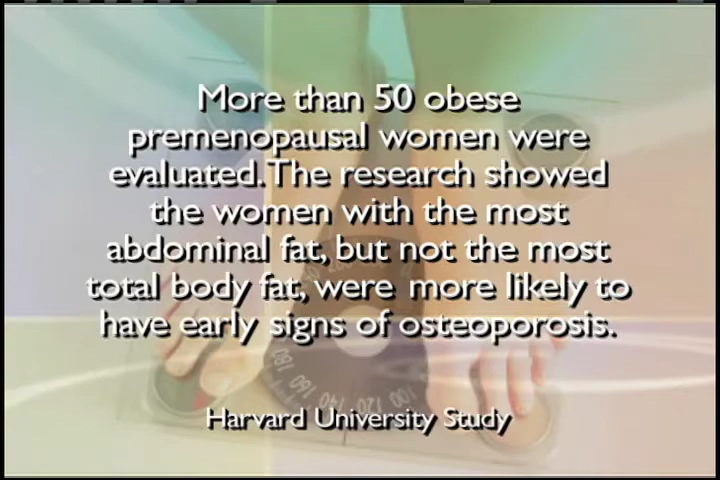 More than 50 obese
premenopausal women were
evaluated. The research showed
the women with the most
abdominal fat, but not the most
total body fat, were more likely to
have early signs of osteoporosis.
Harvard University Study